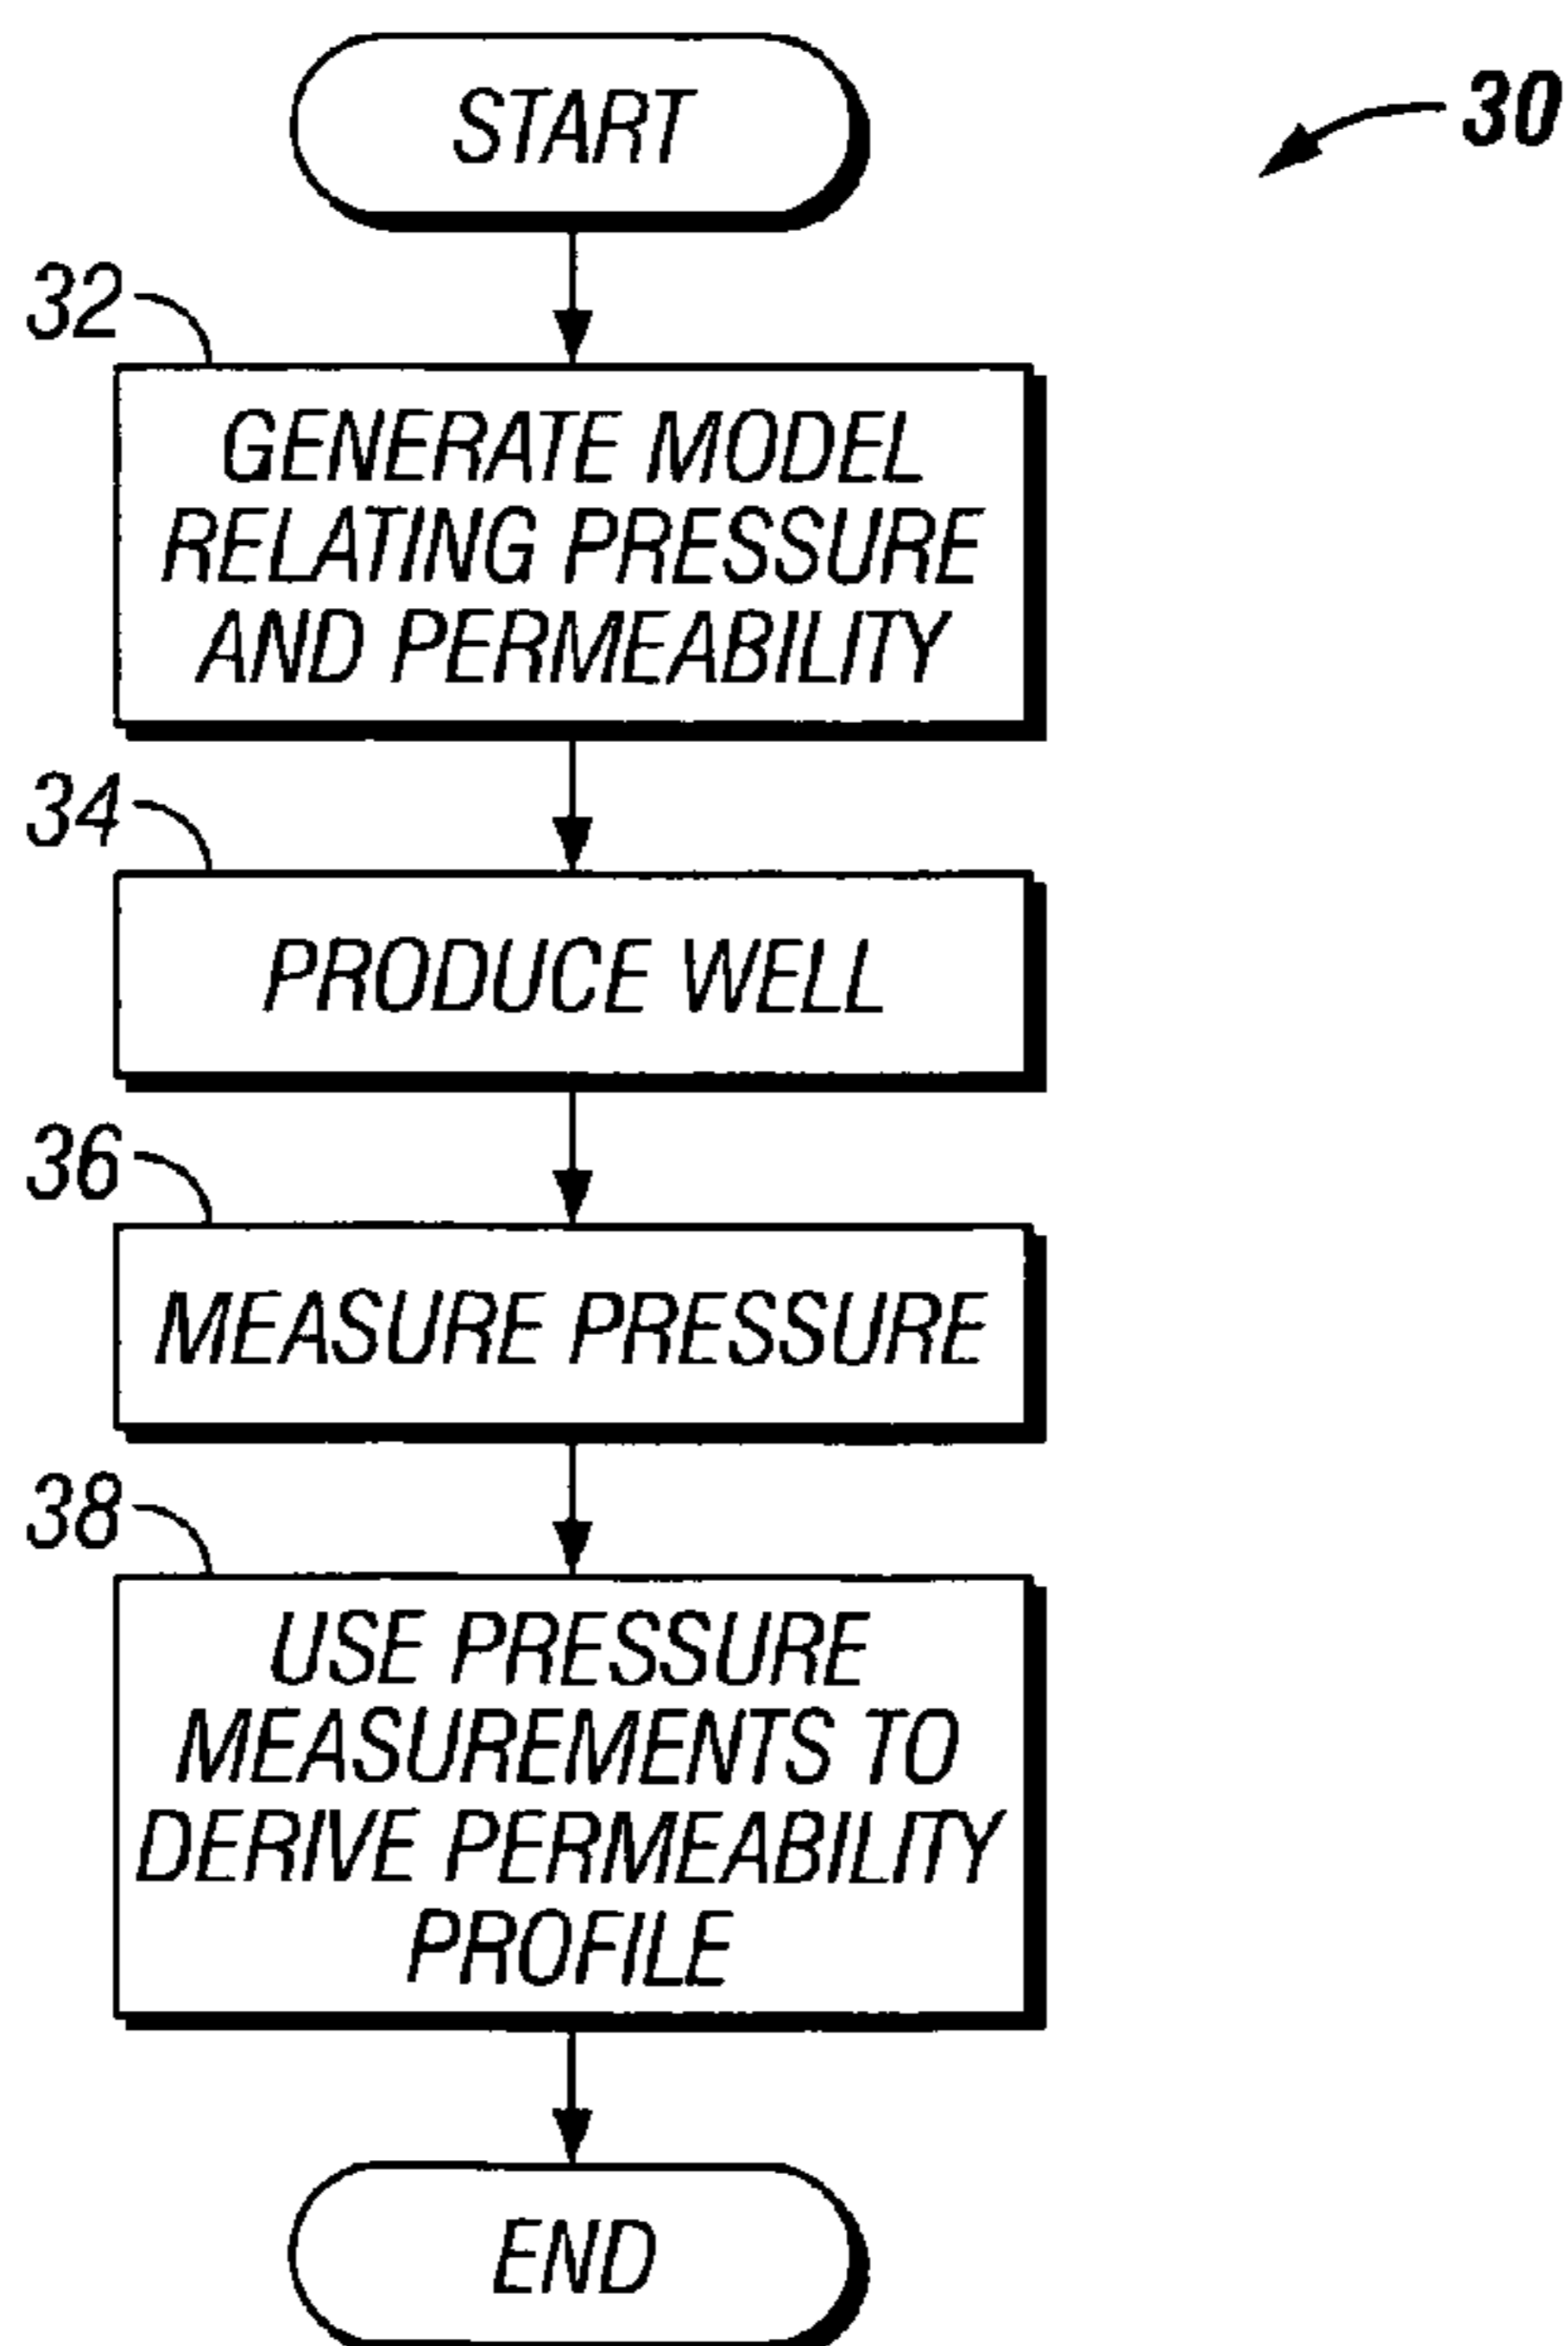 START
30
32
GENERATE MODEL
RELATING PRESSURE
AND PERMEABILITY
34
PRODUCE WELL
36
MEASURE PRESSURE
38
USE PRESSURE
MEASUREMENTS TO
DERIVE PERMEABILITY
PROFILE
END